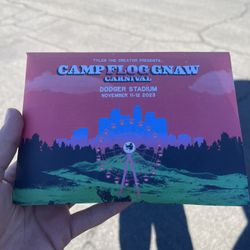 TYLER THE CREATOR PRESENTS...
CAMP FLOG GNAW
CARNIVAL
DODGER STADIUM
NOVEMBER 11-12 2023